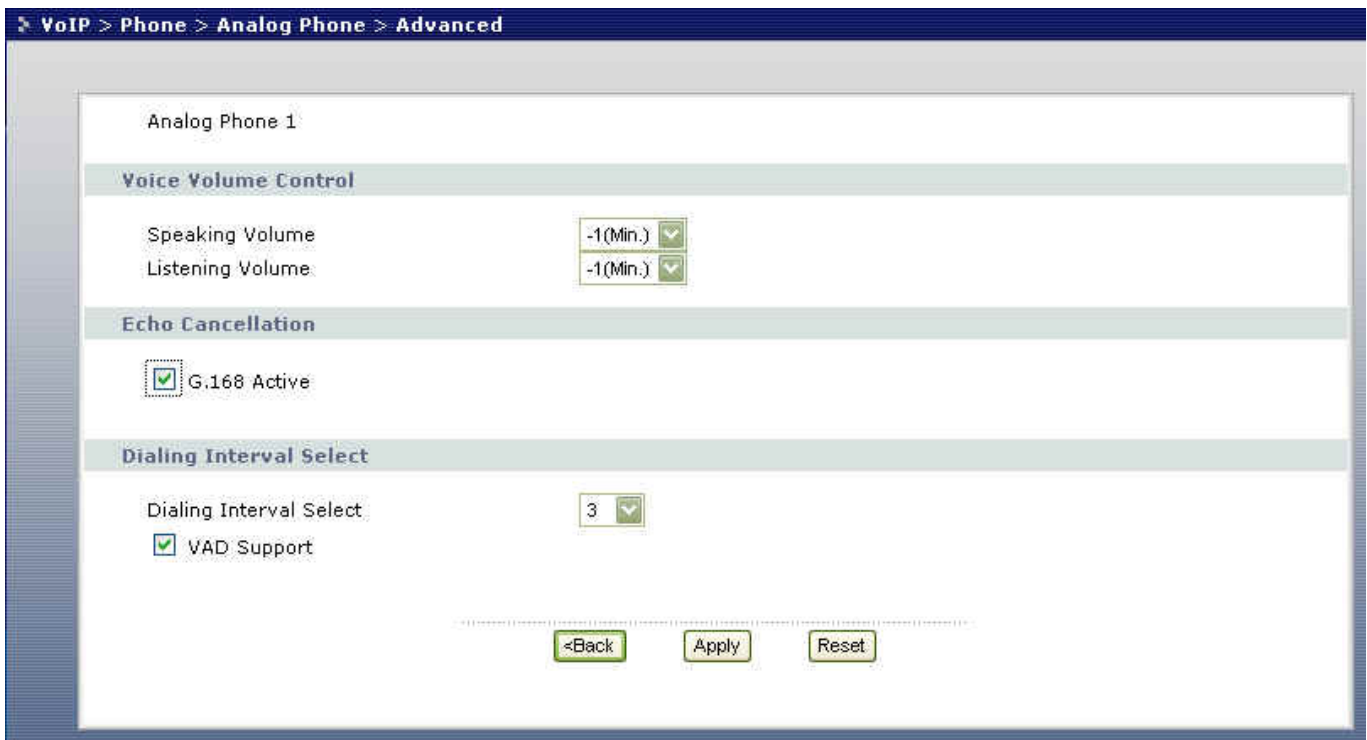 VoIP > Phone > Analog Phone > Advanced
Analog Phone 1
Voice Volume Control
Speaking Volume -1(Min.)
Listening Volume -1(Min.)
Echo Cancellation
G.168 Active
Dialing Interval Select
Dialing Interval Select 3
VAD Support
<Back Apply Reset